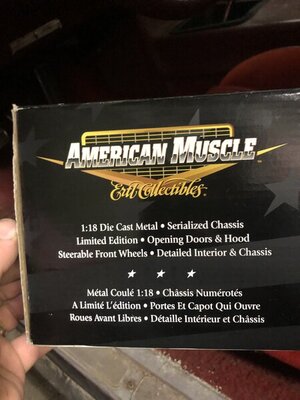 AMERICAN MUSCLE
Ertl Collectibles
1:18 Die Cast Metal • Serialized Chassis
Limited Edition • Opening Doors & Hood
Steerable Front Wheels • Detailed Interior & Chassis
★ ★ ★
Métal Coulé 1:18 • Châssis Numérotés
A Limité L'édition • Portes Et Capot Qui Ouvre
Roues Avant Libres • Détaille Intérieur et Châssis